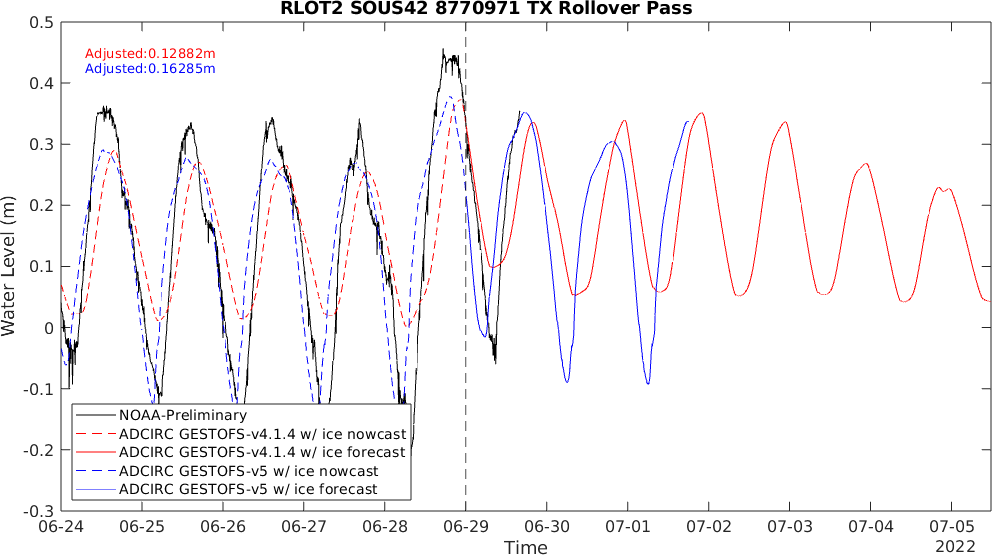 RLOT2 SOUS42 8770971 TX Rollover Pass
Adjusted:0.12882m
Adjusted:0.16285m
0.5
0.4
0.3
0.2
0.1
0
-0.1
-0.2
-0.3
Water Level (m)
NOAA-Preliminary
ADCIRC GESTOFS-v4.1.4 w/ ice nowcast
ADCIRC GESTOFS-v4.1.4 w/ ice forecast
ADCIRC GESTOFS-v5 w/ ice nowcast
ADCIRC GESTOFS-v5 w/ ice forecast
06-24 06-25 06-26 06-27 06-28 06-29 06-30 07-01 07-02 07-03 07-04 07-05
Time
2022